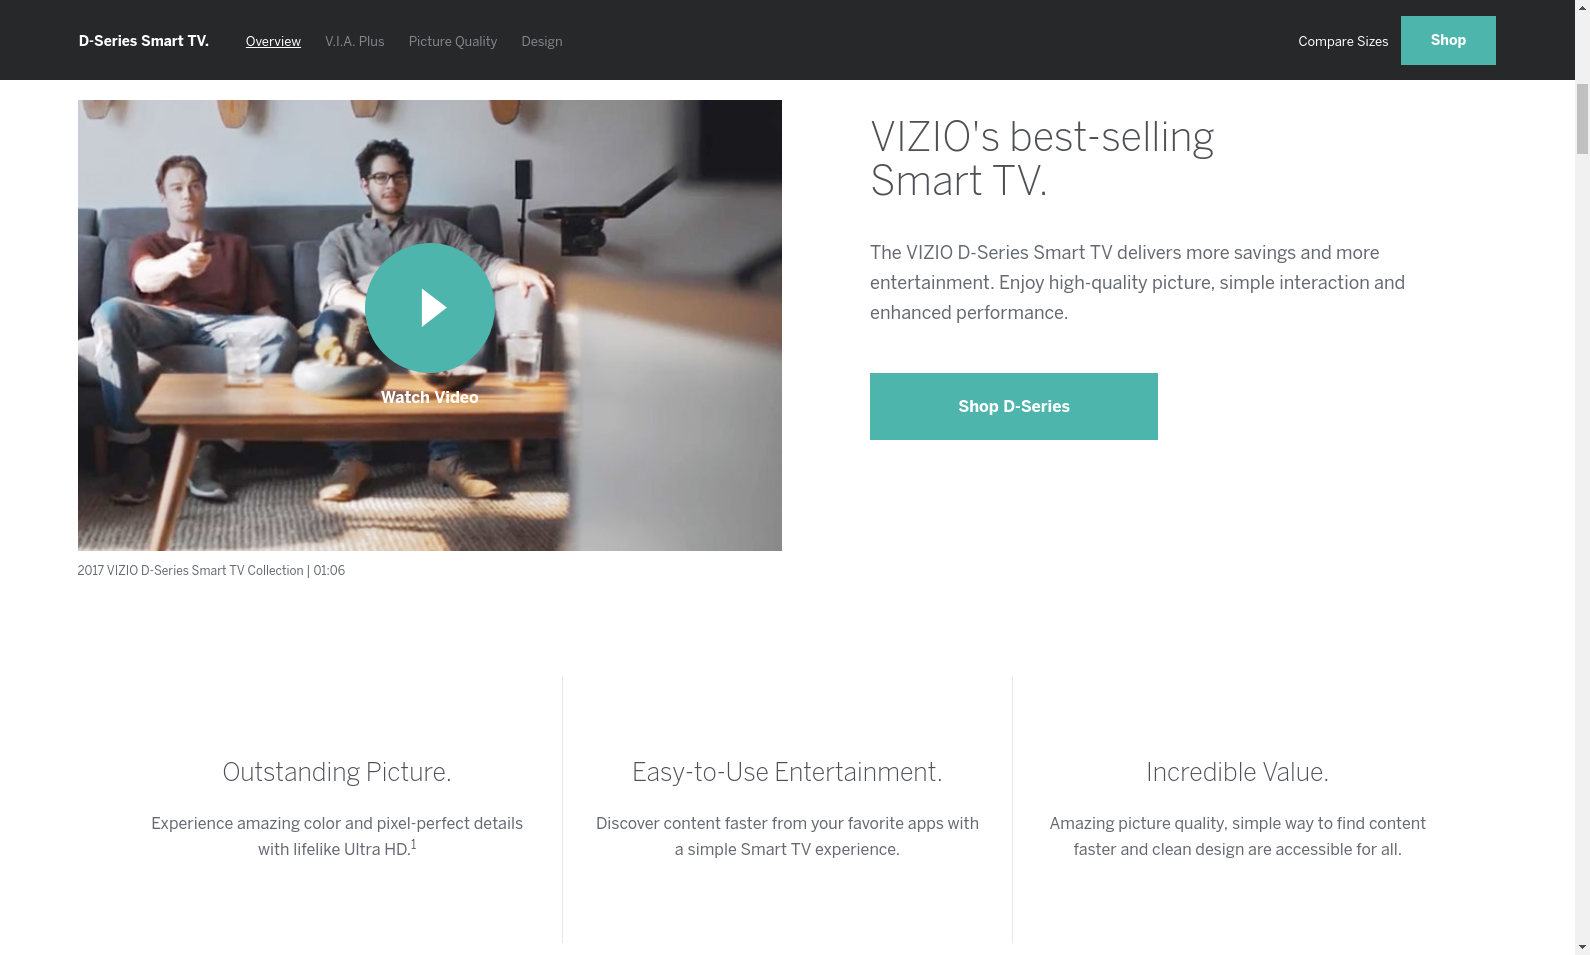 D-Series Smart TV.
Overview
V.I.A. Plus
Picture Quality
Design
Compare Sizes
Shop
Watch Video
2017 VIZIO D-Series Smart TV Collection | 01:06
VIZIO's best-selling
Smart TV.
The VIZIO D-Series Smart TV delivers more savings and more
entertainment. Enjoy high-quality picture, simple interaction and
enhanced performance.
Shop D-Series
Outstanding Picture.
Experience amazing color and pixel-perfect details
with lifelike Ultra HD.1
Easy-to-Use Entertainment.
Discover content faster from your favorite apps with
a simple Smart TV experience.
Incredible Value.
Amazing picture quality, simple way to find content
faster and clean design are accessible for all.